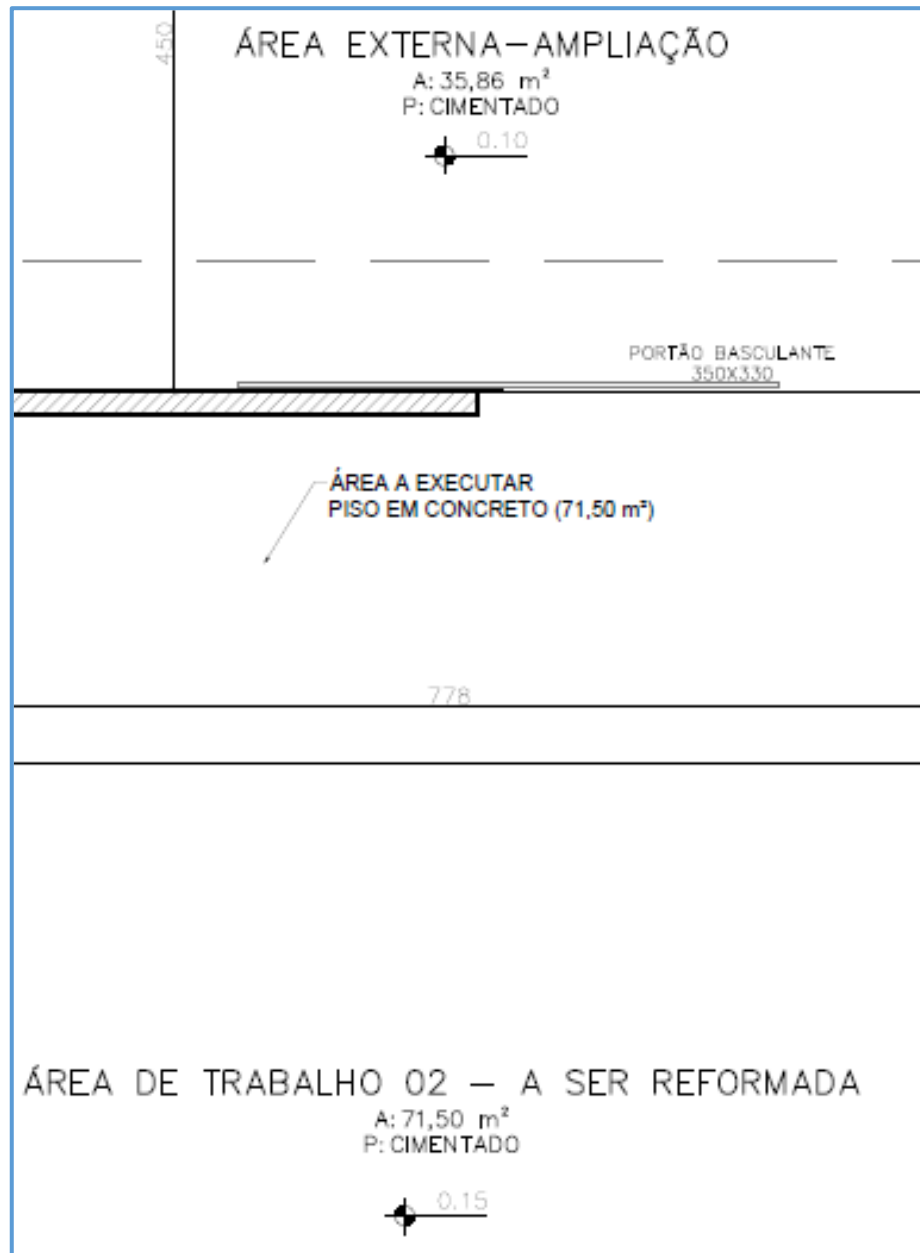 450
ÁREA EXTERNA–AMPLIAÇÃO
A: 35,86 m²
P: CIMENTADO
0.10
PORTÃO BASCULANTE
350X330
ÁREA A EXECUTAR
PISO EM CONCRETO (71,50 m²)
778
ÁREA DE TRABALHO 02 – A SER REFORMADA
A: 71,50 m²
P: CIMENTADO
0.15